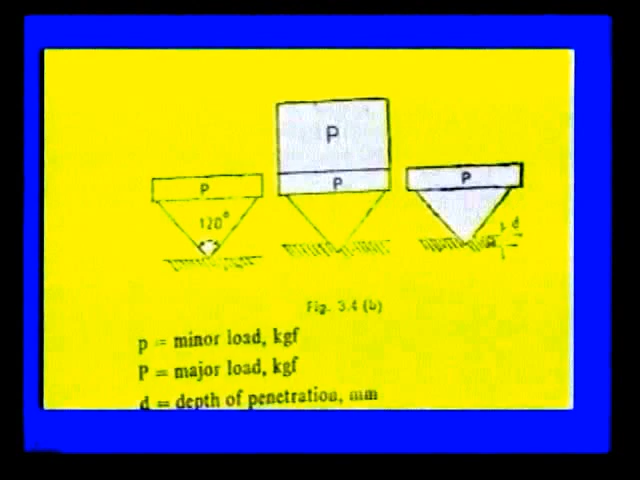 P
P
P
P
120°
d
Fig. 3.4 (b)
p = minor load, kgf
P = major load, kgf
d = depth of penetration, mm